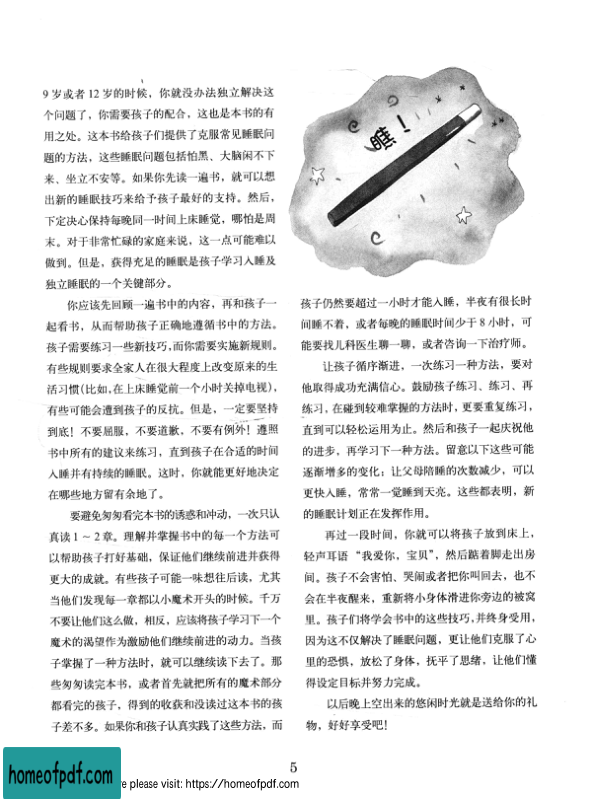 9 岁或者 12 岁的时候，你就没办法独立解决这
个问题了，你需要孩子的配合，这也是本书的有
用之处。这本书给孩子们提供了克服常见睡眠问
题的方法，这些睡眠问题包括怕黑、大脑闲不下
来、坐立不安等。如果你先读一遍书，就可以想
出新的睡眠技巧来给予孩子最好的支持。然后，
下定决心保持每晚同一时间上床睡觉，哪怕是周
末。对于非常忙碌的家庭来说，这一点可能难以
做到。但是，获得充足的睡眠是孩子学习入睡及
独立睡眠的一个关键部分。
你应该先回顾一遍书中的内容，再和孩子一
起看书，从而帮助孩子正确地遵循书中的方法。
孩子需要练习一些新技巧，而你需要实施新规则。
有些规则要求全家人在很大程度上改变原来的生
活习惯（比如，在上床睡觉前一个小时关掉电视），
有些可能会遭到孩子的反抗。但是，一定要坚持
到底！不要屈服，不要道歉，不要有例外！遵照
书中所有的建议来练习，直到孩子在合适的时间
入睡并有持续的睡眠。这时，你就能更好地决定
在哪些地方留有余地了。
要避免匆匆看完本书的诱惑和冲动，一次只认
真读 1～2 章。理解并掌握书中的每一个方法可
以帮助孩子打好基础，保证他们继续前进并获得
更大的成就。有些孩子可能一味想往后读，尤其
当他们发现每一章都以小魔术开头的时候。千万
不要让他们这么做，相反，应该将孩子学习下一个
魔术的渴望作为激励他们继续前进的动力。当孩
子掌握了一种方法时，就可以继续读下去了。那
些匆匆读完本书，或者首先就把所有的魔术部分
都看完的孩子，得到的收获和没读过这本书的孩
子差不多。如果你和孩子认真实践了这些方法，而
孩子仍然要超过一小时才能入睡，半夜有很长时
间睡不着，或者每晚的睡眠时间少于 8 小时，可
能要找儿科医生聊一聊，或者咨询一下治疗师。
让孩子循序渐进，一次练习一种方法，要对
他取得成功充满信心。鼓励孩子练习、练习、再
练习，在碰到较难掌握的方法时，更要重复练习，
直到可以轻松运用为止。然后和孩子一起庆祝他
的进步，再学习下一种方法。留意以下这些可能
逐渐增多的变化：让父母陪睡的次数减少，可以
更快入睡，常常一觉睡到天亮。这些都表明，新
的睡眠计划正在发挥作用。
再过一段时间，你就可以将孩子放到床上，
轻声耳语“我爱你，宝贝”，然后踮着脚走出房
间。孩子不会害怕、哭闹或者把你叫回去，也不
会在半夜醒来，重新将小身体滑进你旁边的被窝
里。孩子们将学会书中的这些技巧，并终身受用，
因为这不仅解决了睡眠问题，更让他们克服了心
里的恐惧，放松了身体，抚平了思绪，让他们懂
得设定目标并努力完成。
以后晚上空出来的悠闲时光就是送给你的礼
物，好好享受吧！
5
homeofpdf.com
re please visit: https://homeofpdf.com